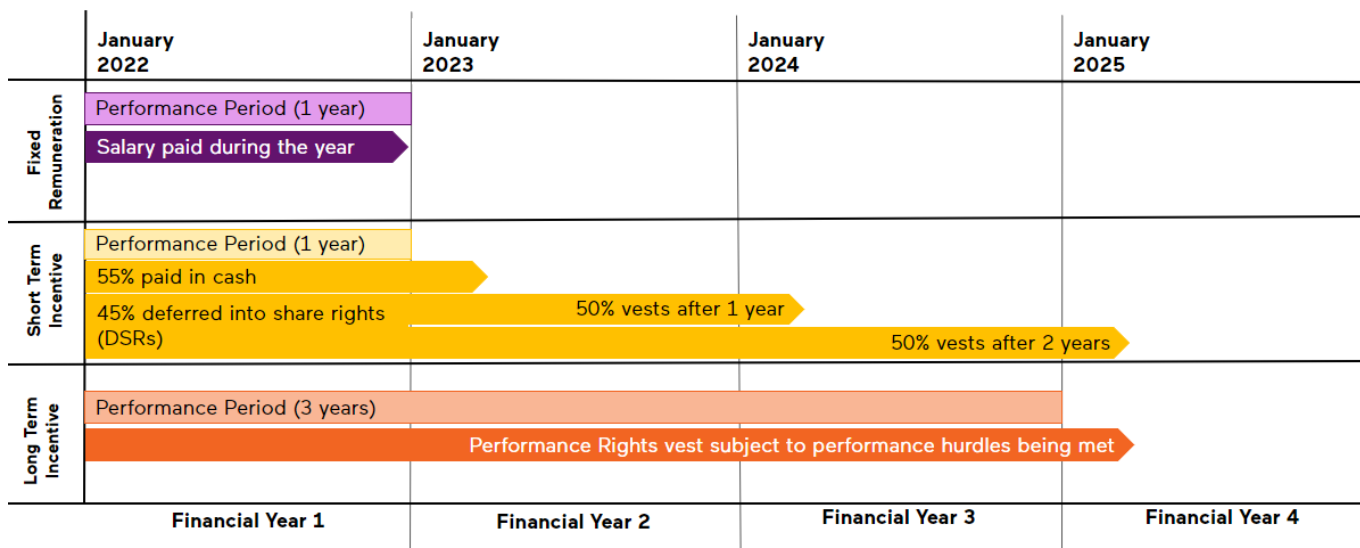 January
2022
January
2023
January
2024
January
2025
Fixed
Remuneration
Performance Period (1 year)
Salary paid during the year
Short Term
Incentive
Performance Period (1 year)
55% paid in cash
45% deferred into share rights
(DSRs)
50% vests after 1 year
50% vests after 2 years
Long Term
Incentive
Performance Period (3 years)
Performance Rights vest subject to performance hurdles being met
Financial Year 1
Financial Year 2
Financial Year 3
Financial Year 4